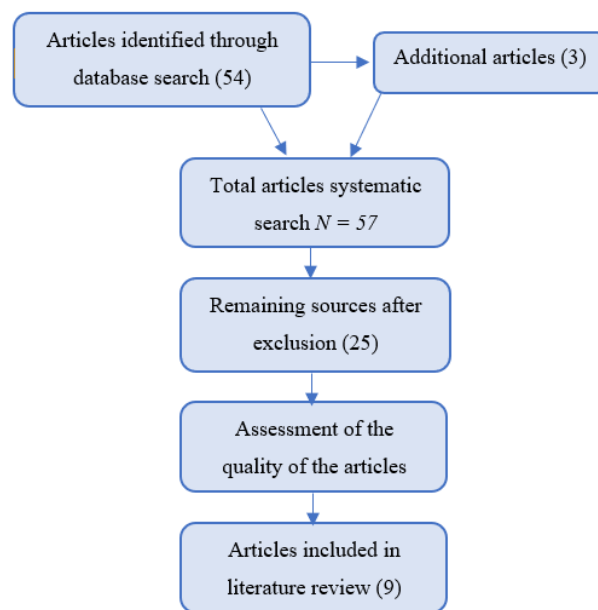 Articles identified through
database search (54)
Additional articles (3)
Total articles systematic
search N = 57
Remaining sources after
exclusion (25)
Assessment of the
quality of the articles
Articles included in
literature review (9)